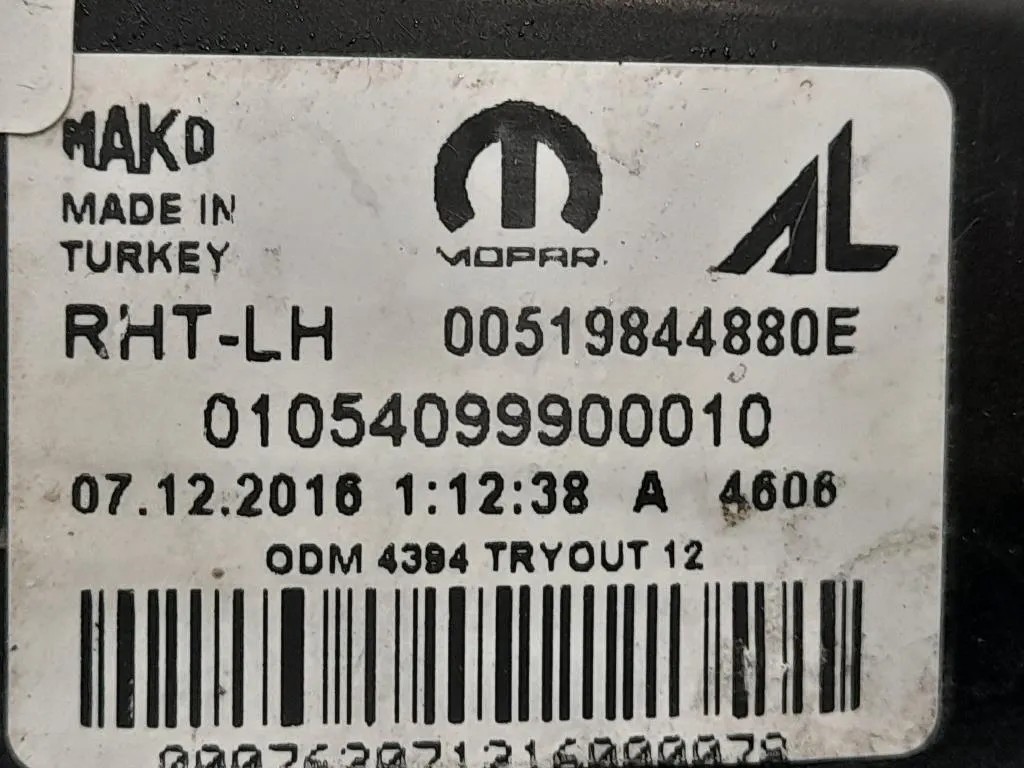 MAKO
MADE IN
TURKEY
MOPAR.
AL
RHT-LH 00519844880E
01054099900010
07.12.2016 1:12:38 A 4606
ODM 4394 TRYOUT 12